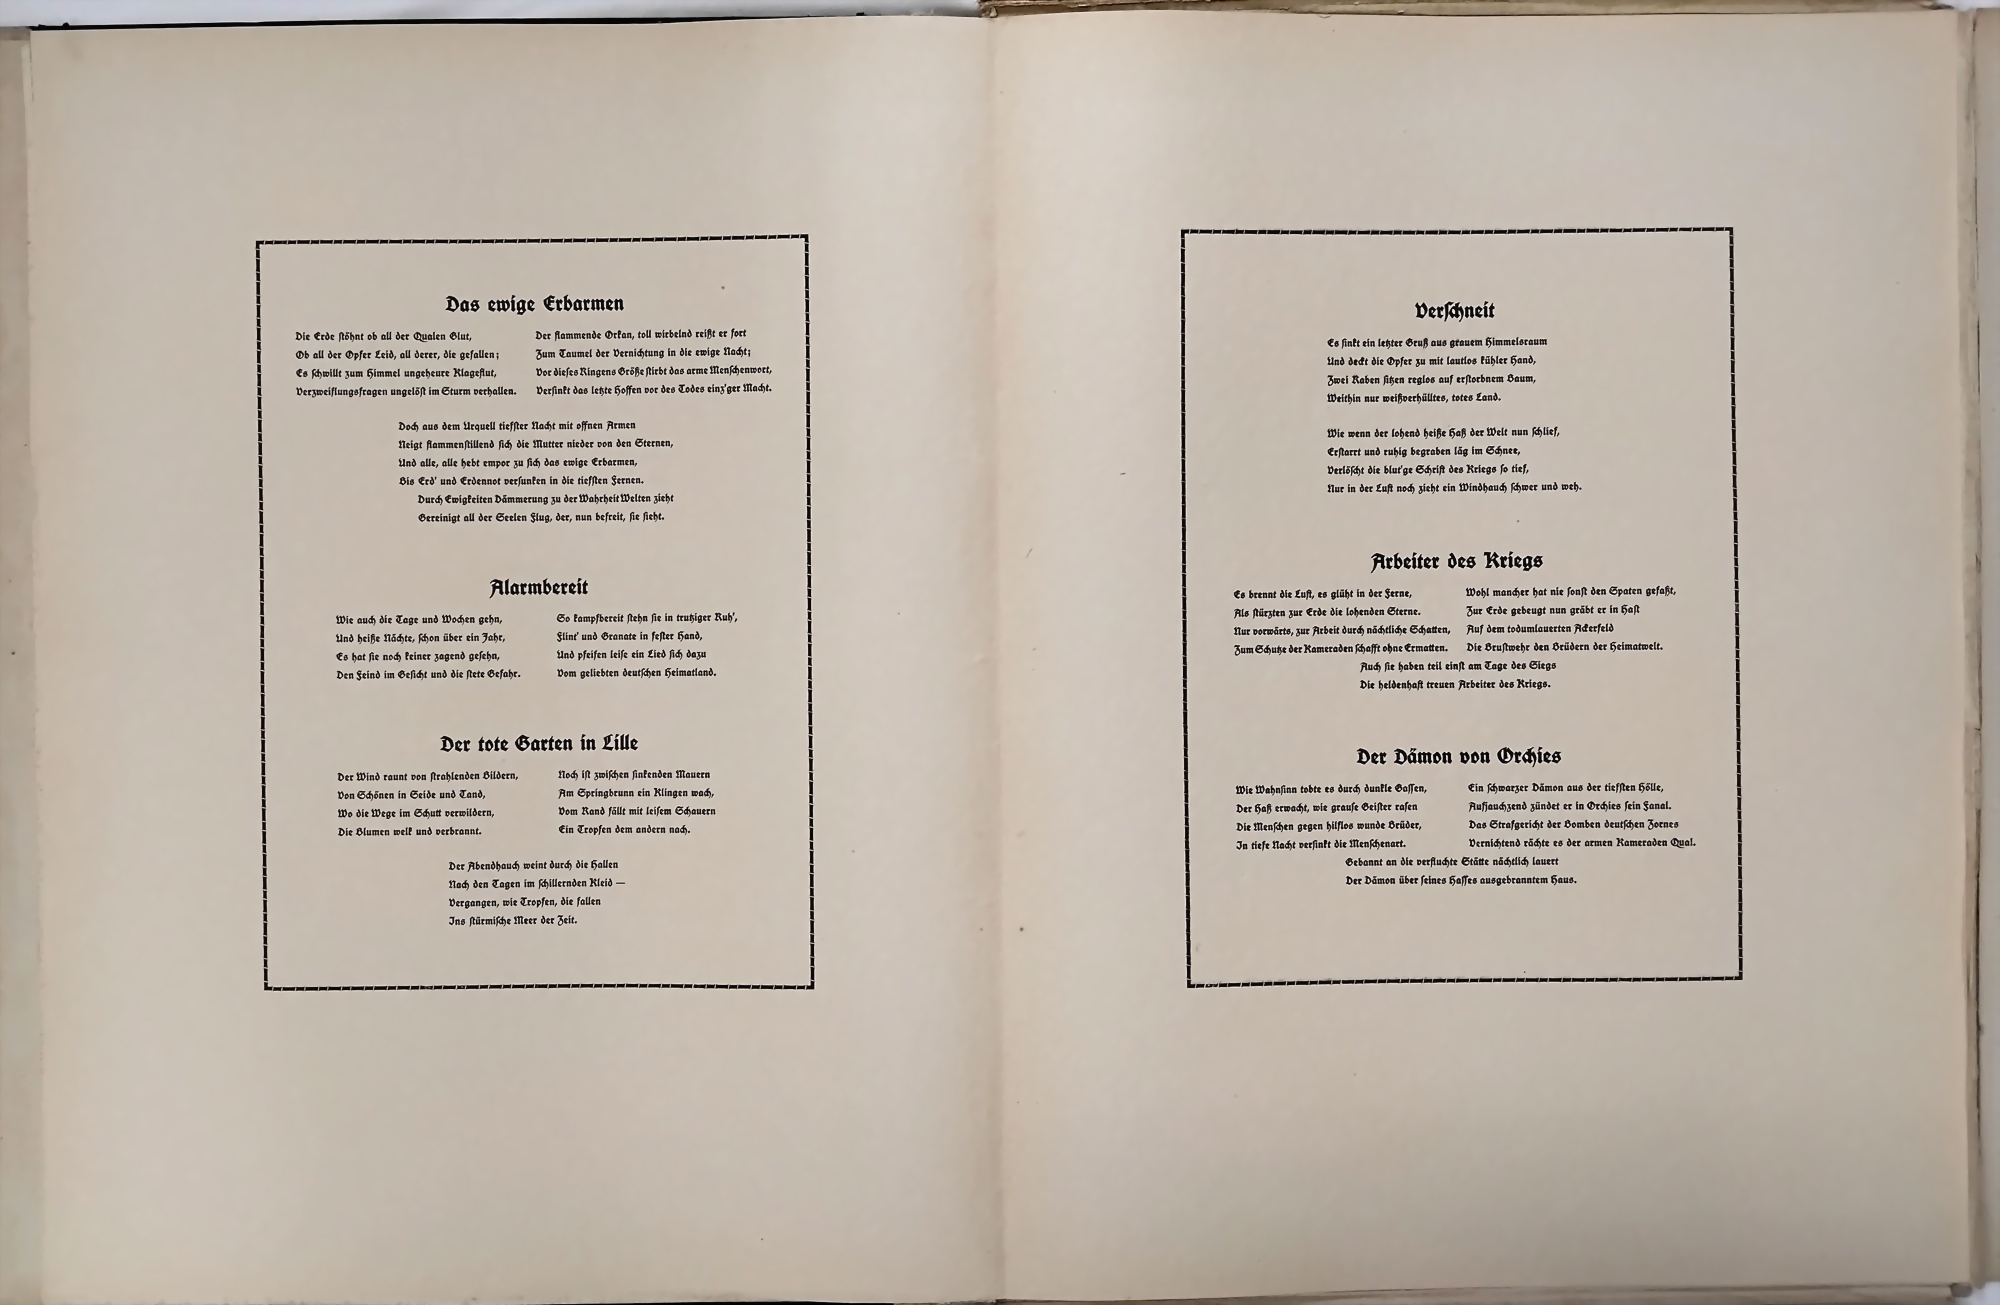 Das ewige Erbarmen
Die Erde stöhnt ob all der Qualen Glut,
Ob all der Opfer Leid, all derer, die gefallen;
Es schwillt zum Himmel ungeheure Klageflut,
Verzweiflungsfragen ungelöst im Sturm verhallen.
Der flammende Orkan, toll wirbelnd reißt er fort
Zum Taumel der Vernichtung in die ewige Nacht;
Vor dieses Ringens Größe stirbt das arme Menschenwort,
Versinkt das letzte Hoffen vor des Todes einz'ger Macht.
Doch aus dem Urquell tiefster Nacht mit offnen Armen
Neigt flammenstillend sich die Mutter nieder von den Sternen,
Und alle, alle hebt empor zu sich das ewige Erbarmen,
Bis Erd' und Erdennot versunken in die tiefsten Fernen.
Durch Ewigkeiten Dämmerung zu der Wahrheit Welten zieht
Gereinigt all der Seelen Flug, der, nun befreit, sie sieht.
Alarmbereit
Wie auch die Tage und Wochen gehn,
Und heiße Nächte, schon über ein Jahr,
Es hat sie noch keiner zagend gesehn,
Den Feind im Gesicht und die stete Gefahr.
So kampfbereit stehn sie in trutziger Ruh',
Flint' und Granate in fester Hand,
Und pfeifen leise ein Lied sich dazu
Vom geliebten deutschen Heimatland.
Der tote Garten in Lille
Der Wind raunt von strahlenden Bildern,
Von Schönen in Seide und Tand,
Wo die Wege im Schutt verwildern,
Die Blumen welk und verbrannt.
Noch ist zwischen sinkenden Mauern
Am Springbrunn ein Klingen wach,
Vom Rand fällt mit leisem Schauern
Ein Tropfen dem andern nach.
Der Abendhauch weint durch die Hallen
Nach den Tagen im schillernden Kleid —
Vergangen, wie Tropfen, die fallen
Ins stürmische Meer der Zeit.
Verschneit
Es sinkt ein letzter Gruß aus grauem Himmelsraum
Und deckt die Opfer zu mit lautlos kühler Hand,
Zwei Raben sitzen reglos auf erstorbnem Baum,
Weithin nur weißverhülltes, totes Land.
Wie wenn der lohend heiße Haß der Welt nun schlief,
Erstarrt und ruhig begraben läg im Schnee,
Verlöscht die blut'ge Schrift des Kriegs so tief,
Nur in der Luft noch zieht ein Windhauch schwer und weh.
Arbeiter des Kriegs
Es brennt die Luft, es glüht in der Ferne,
Als stürzten zur Erde die lohenden Sterne.
Nur vorwärts, zur Arbeit durch nächtliche Schatten,
Zum Schutze der Kameraden schafft ohne Ermatten.
Wohl mancher hat nie sonst den Spaten gefaßt,
Zur Erde gebeugt nun gräbt er in Hast
Auf dem todumlauerten Ackerfeld
Die Brustwehr den Brüdern der Heimatwelt.
Auch sie haben teil einst am Tage des Siegs
Die heldenhaft treuen Arbeiter des Kriegs.
Der Dämon von Orchies
Wie Wahnsinn tobte es durch dunkle Gassen,
Der Haß erwacht, wie grause Geister rasen
Die Menschen gegen hilflos wunde Brüder,
In tiefe Nacht versinkt die Menschenart.
Ein schwarzer Dämon aus der tiefsten Hölle,
Aufjauchzend zündet er in Orchies sein Fanal.
Das Strafgericht der Bomben deutschen Zornes
Vernichtend rächte es der armen Kameraden Qual.
Gebannt an die verfluchte Stätte nächtlich lauert
Der Dämon über seines Hasses ausgebranntem Haus.